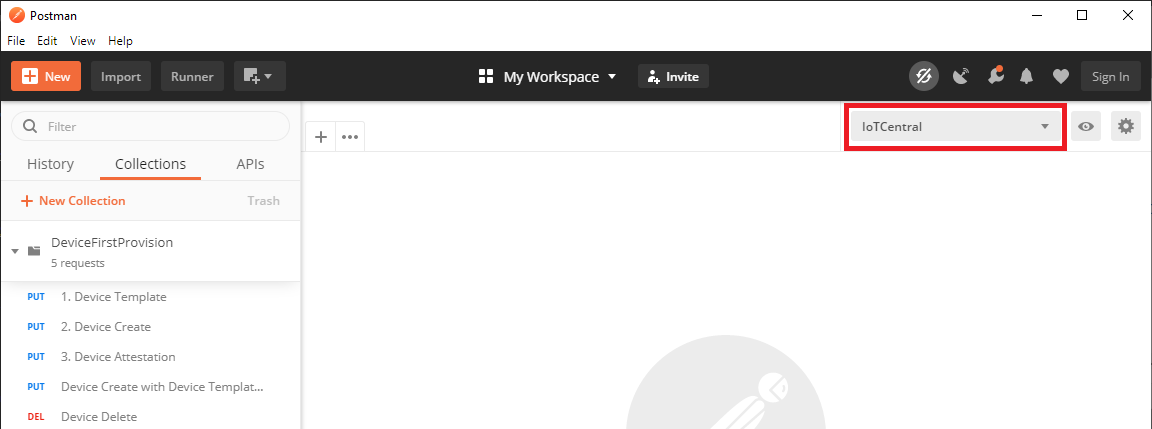 Postman
File Edit View Help
New Import Runner My Workspace Invite Sign In
Filter
IoTCentral
History Collections APIs
New Collection Trash
DeviceFirstProvision
5 requests
PUT 1. Device Template
PUT 2. Device Create
PUT 3. Device Attestation
PUT Device Create with Device Templat...
DEL Device Delete